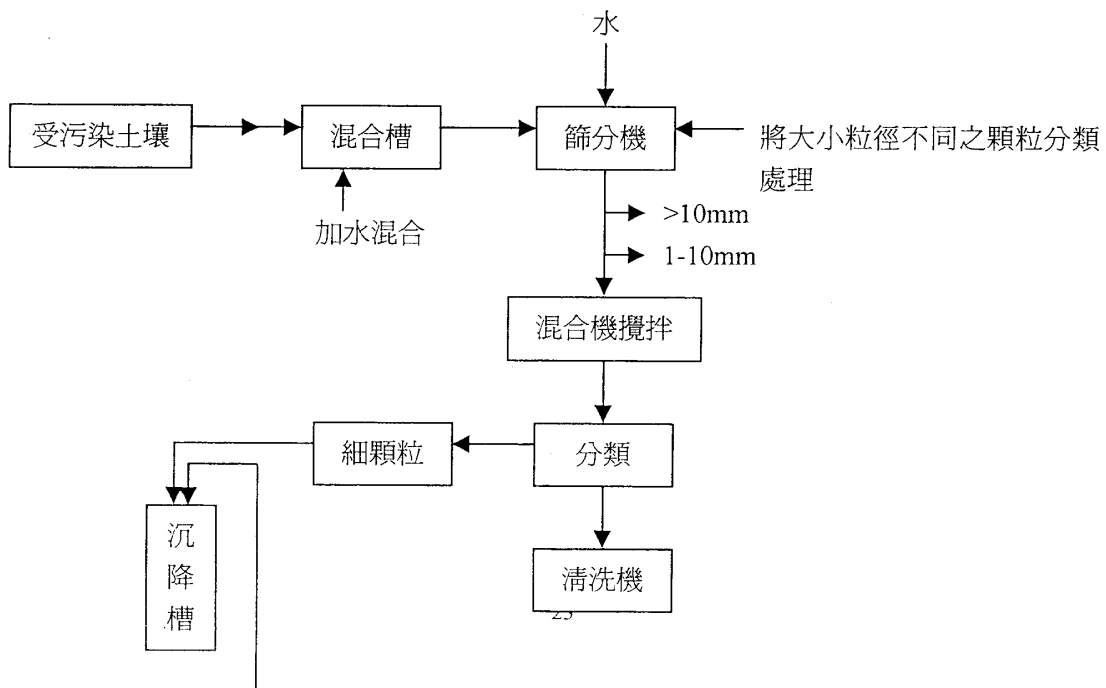 水
受污染土壤
混合槽
篩分機
將大小粒徑不同之顆粒分類
處理
加水混合
>10mm
1-10mm
混合機攪拌
細顆粒
分類
沉
降
槽
清洗機